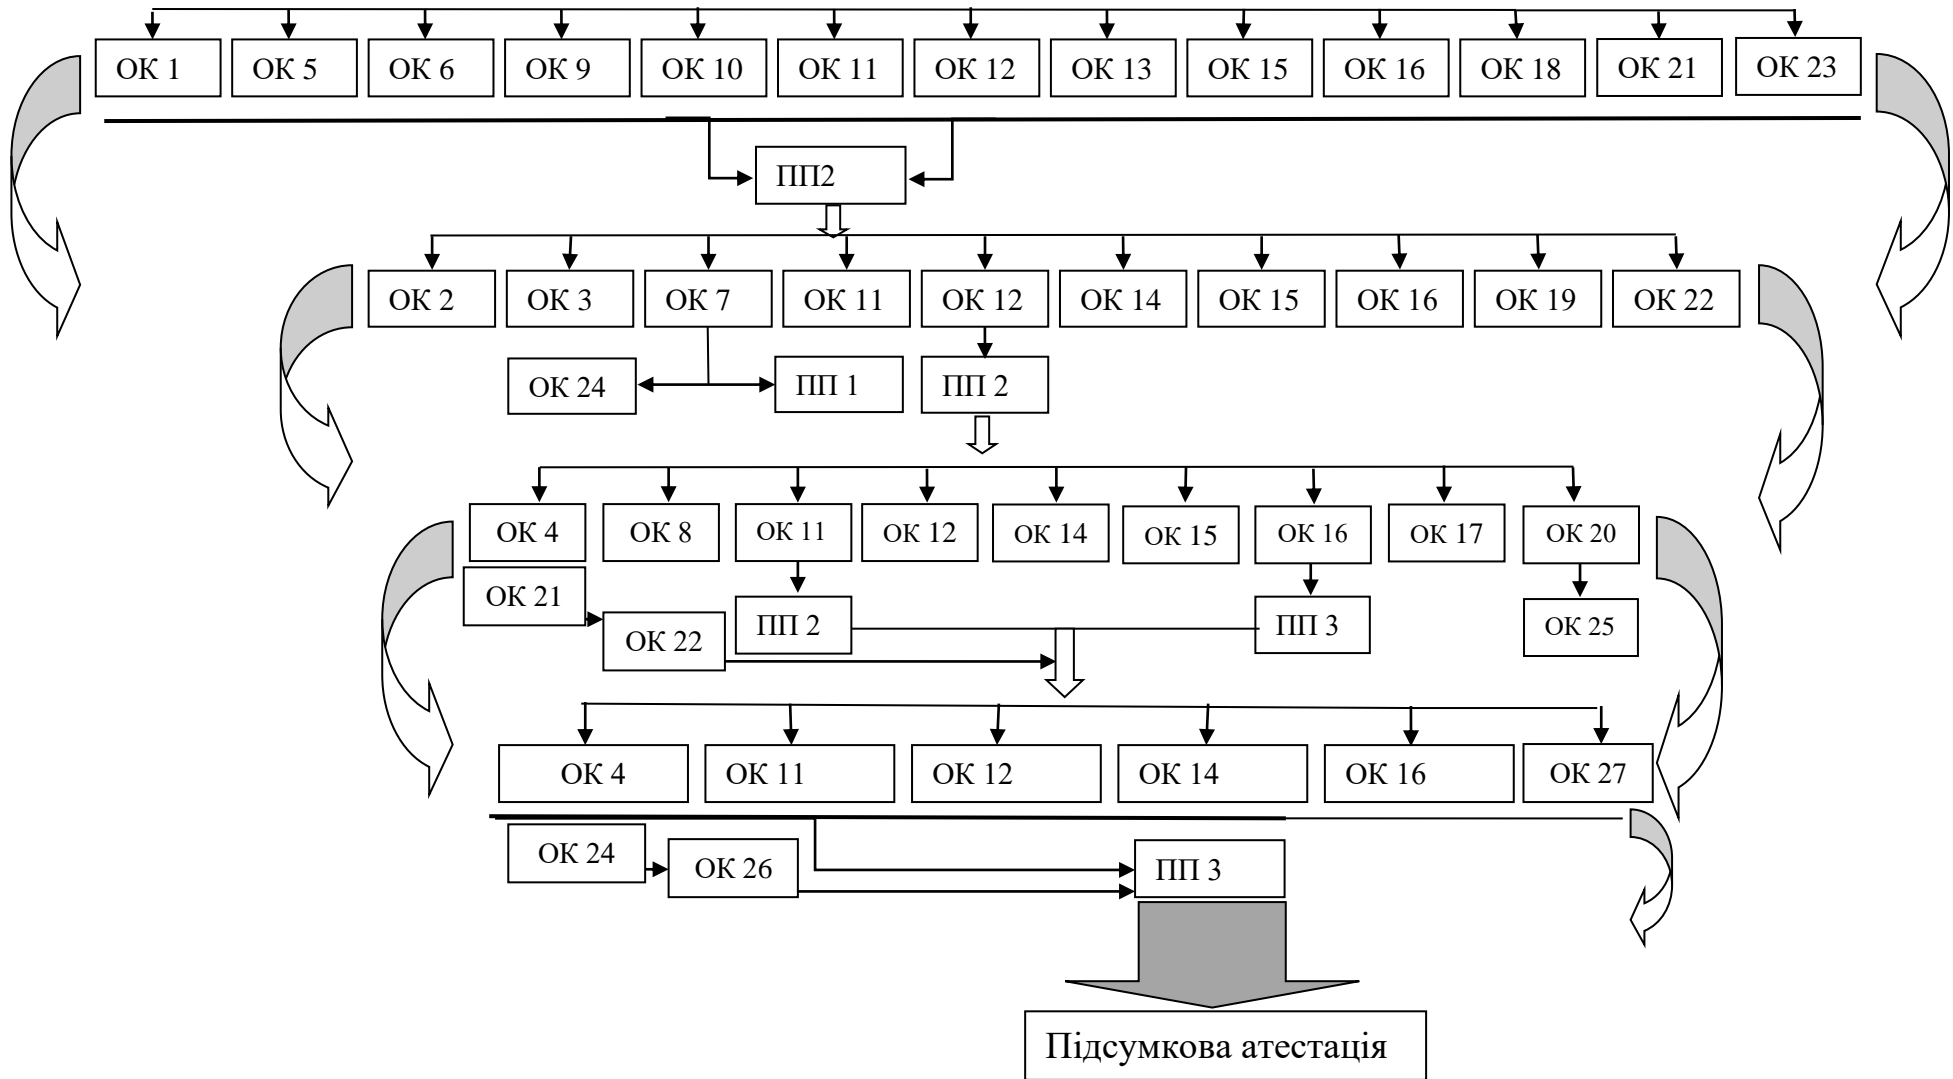 ОК 1 ОК 5 ОК 6 ОК 9 ОК 10 ОК 11 ОК 12 ОК 13 ОК 15 ОК 16 ОК 18 ОК 21 ОК 23
ПП2
ОК 2 ОК 3 ОК 7 ОК 11 ОК 12 ОК 14 ОК 15 ОК 16 ОК 19 ОК 22
ОК 24 ПП 1 ПП 2
ОК 4 ОК 8 ОК 11 ОК 12 ОК 14 ОК 15 ОК 16 ОК 17 ОК 20
ОК 21 ОК 22 ПП 2 ПП 3 ОК 25
ОК 4 ОК 11 ОК 12 ОК 14 ОК 16 ОК 27
ОК 24 ОК 26 ПП 3
Підсумкова атестація